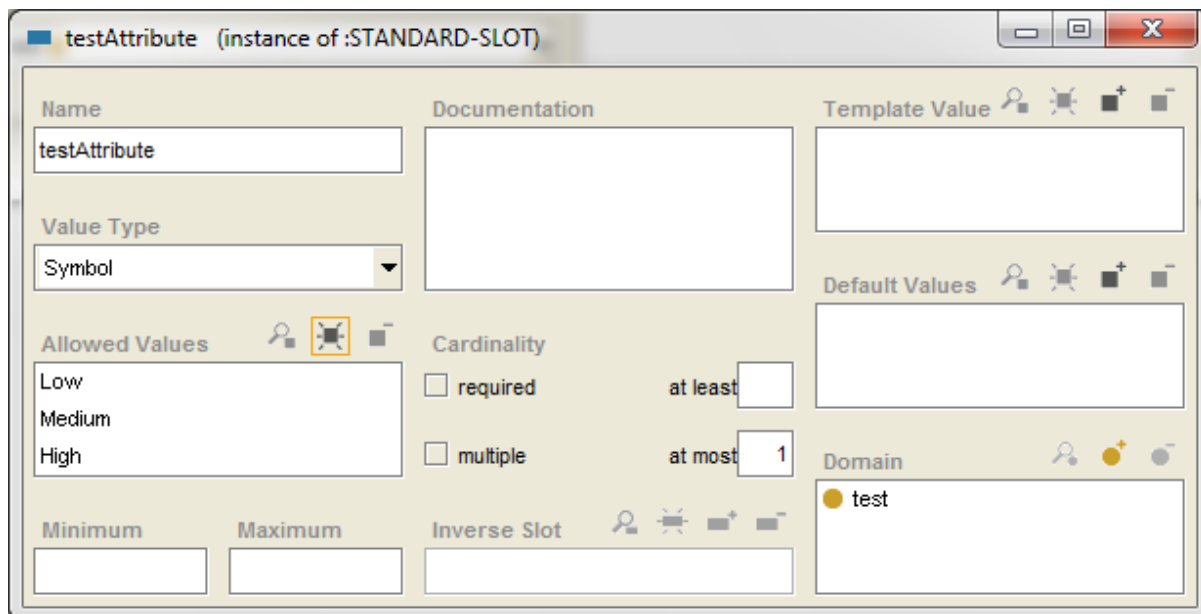 testAttribute (instance of :STANDARD-SLOT)
Name
testAttribute
Value Type
Symbol
Allowed Values
Low
Medium
High
Minimum
Maximum
Documentation
Cardinality
required
at least
multiple
at most
1
Inverse Slot
Template Value
Default Values
Domain
test